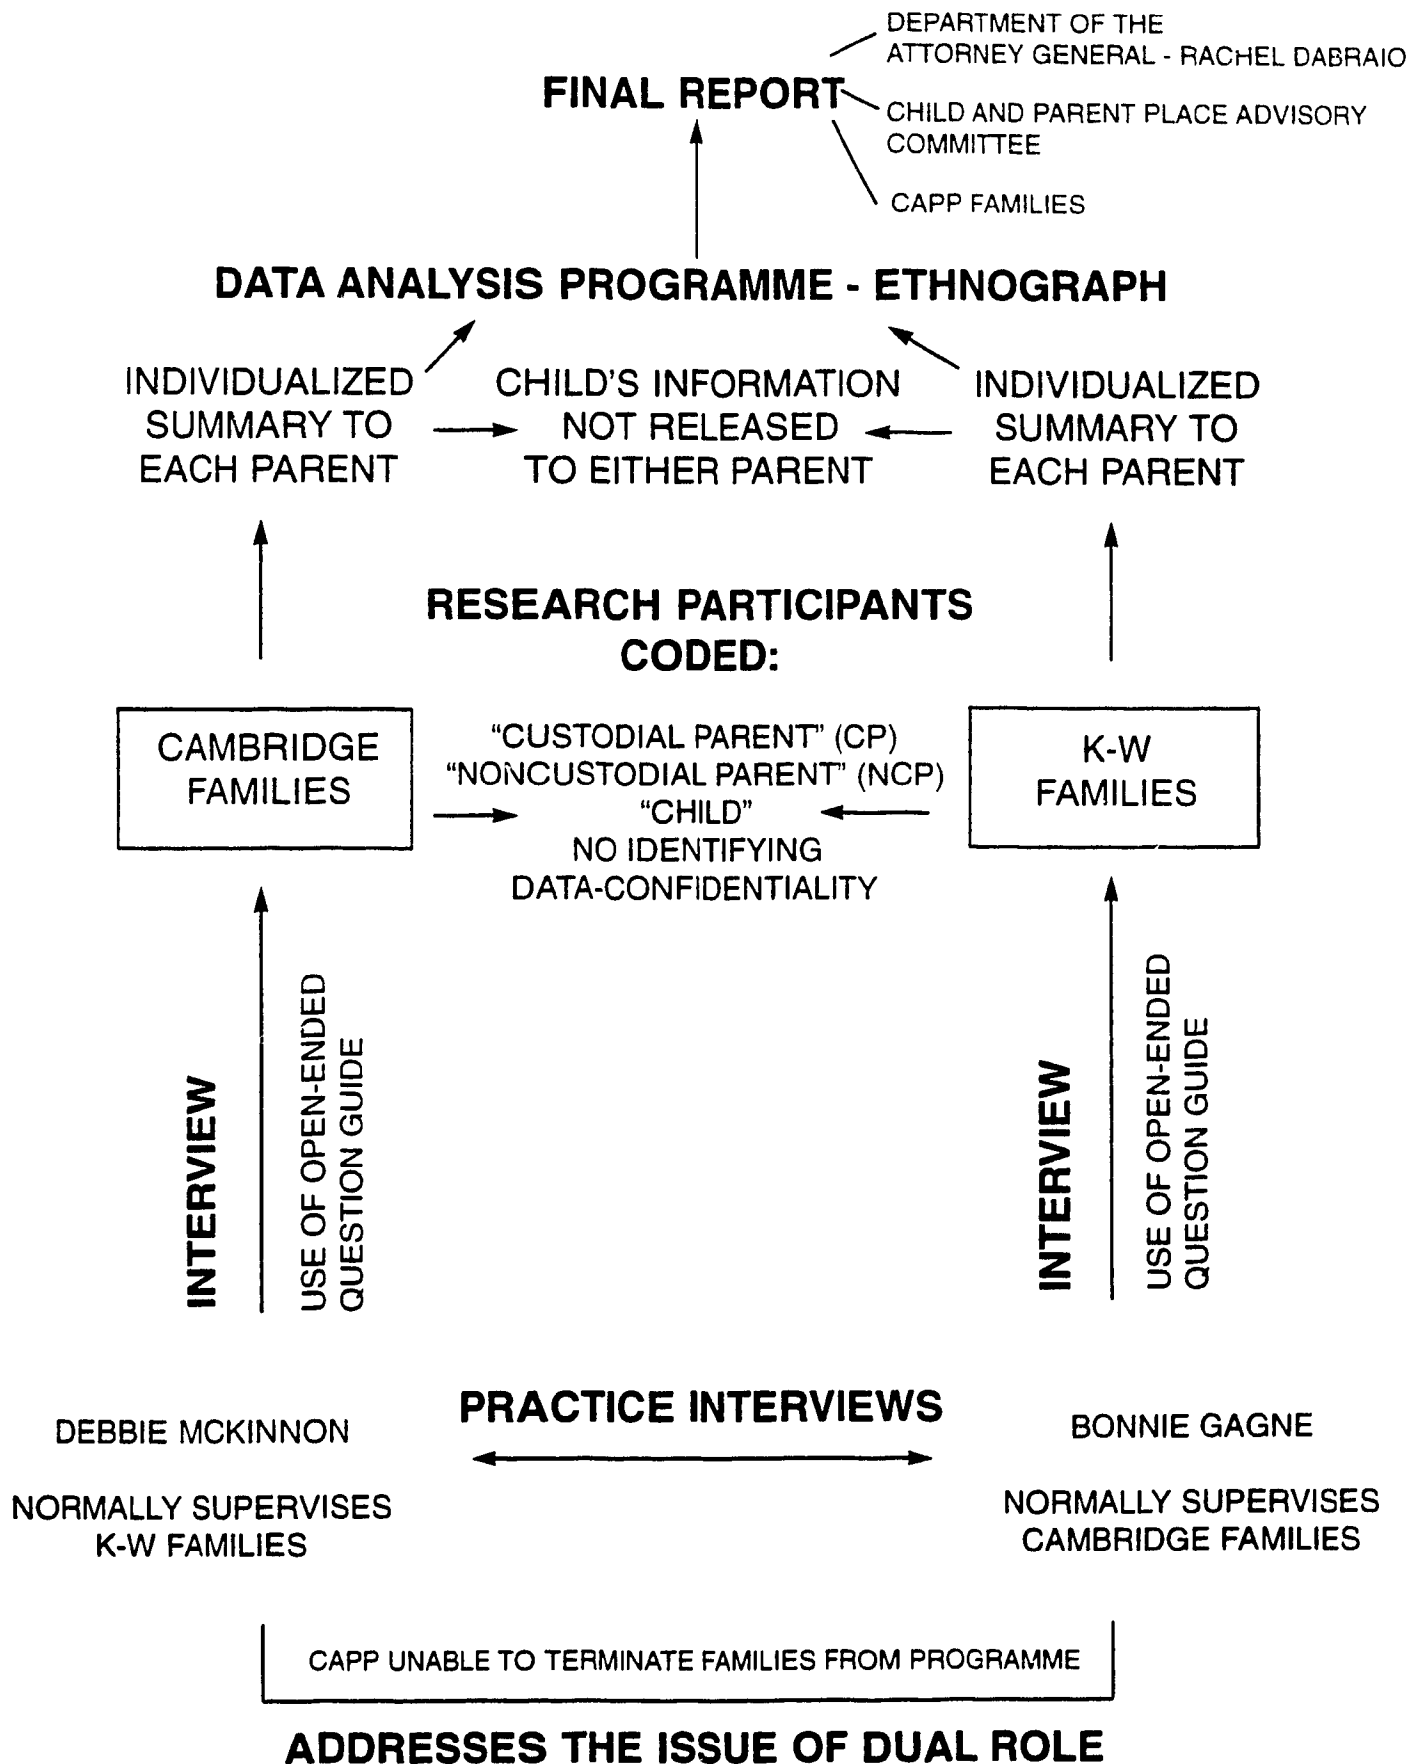 DEPARTMENT OF THE
ATTORNEY GENERAL - RACHEL DABRAIO
FINAL REPORT
CHILD AND PARENT PLACE ADVISORY
COMMITTEE
CAPP FAMILIES
DATA ANALYSIS PROGRAMME - ETHNOGRAPH
INDIVIDUALIZED
SUMMARY TO
EACH PARENT
CHILD'S INFORMATION
NOT RELEASED
TO EITHER PARENT
INDIVIDUALIZED
SUMMARY TO
EACH PARENT
RESEARCH PARTICIPANTS
CODED:
CAMBRIDGE
FAMILIES
“CUSTODIAL PARENT” (CP)
“NONCUSTODIAL PARENT” (NCP)
“CHILD”
NO IDENTIFYING
DATA-CONFIDENTIALITY
K-W
FAMILIES
INTERVIEW
USE OF OPEN-ENDED
QUESTION GUIDE
INTERVIEW
USE OF OPEN-ENDED
QUESTION GUIDE
PRACTICE INTERVIEWS
DEBBIE MCKINNON
NORMALLY SUPERVISES
K-W FAMILIES
BONNIE GAGNE
NORMALLY SUPERVISES
CAMBRIDGE FAMILIES
CAPP UNABLE TO TERMINATE FAMILIES FROM PROGRAMME
ADDRESSES THE ISSUE OF DUAL ROLE